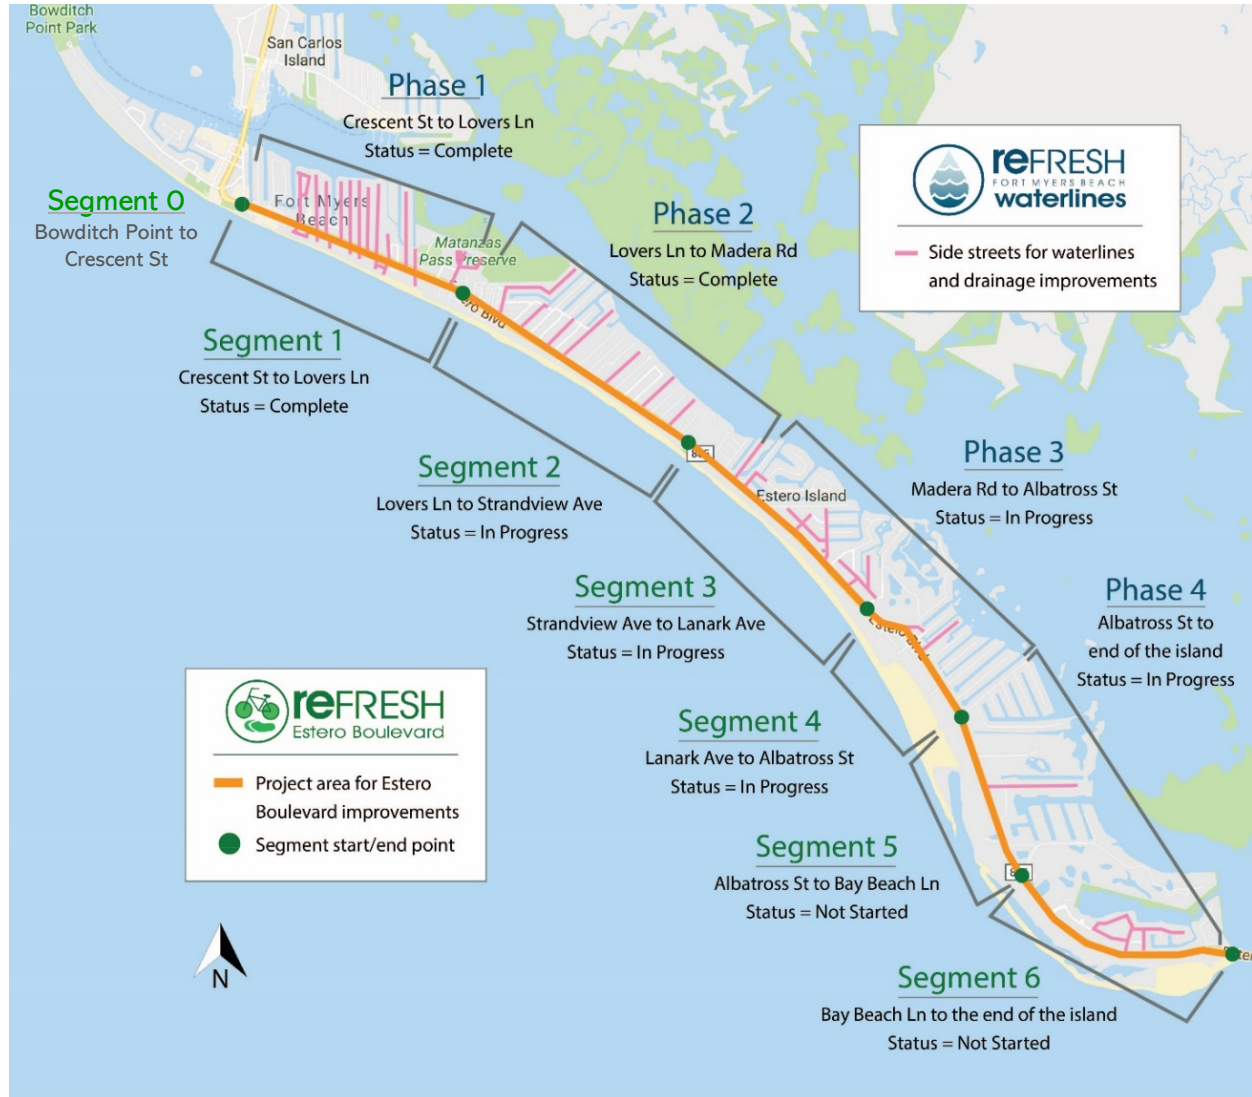 Bowditch
Point Park
San Carlos
Island
Phase 1
Crescent St to Lovers Ln
Status = Complete
Segment 0
Bowditch Point to
Crescent St
Fort Myers
Beach
Matanzas
Pass Preserve
Phase 2
Lovers Ln to Madera Rd
Status = Complete
reFRESH
FORT MYERS BEACH
waterlines
Side streets for waterlines
and drainage improvements
Estero Blvd
Segment 1
Crescent St to Lovers Ln
Status = Complete
Segment 2
Lovers Ln to Strandview Ave
Status = In Progress
Estero Island
Phase 3
Madera Rd to Albatross St
Status = In Progress
Segment 3
Strandview Ave to Lanark Ave
Status = In Progress
Estero Blvd
Phase 4
Albatross St to
end of the island
Status = In Progress
reFRESH
Estero Boulevard
Project area for Estero
Boulevard improvements
Segment start/end point
Segment 4
Lanark Ave to Albatross St
Status = In Progress
Segment 5
Albatross St to Bay Beach Ln
Status = Not Started
N
Segment 6
Bay Beach Ln to the end of the island
Status = Not Started